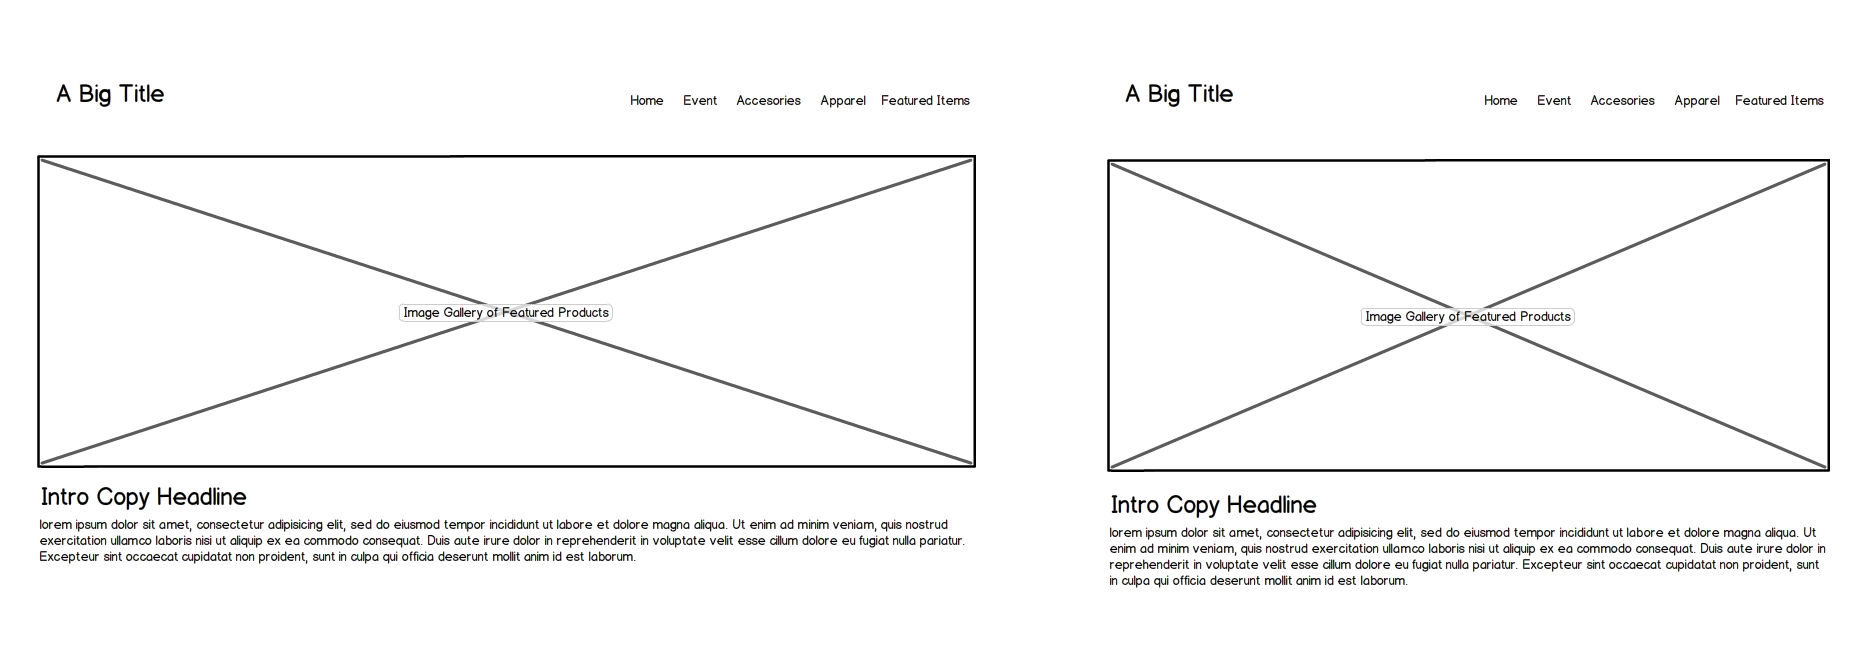 A Big Title
Home Event Accesories Apparel Featured Items
Image Gallery of Featured Products
Intro Copy Headline
lorem ipsum dolor sit amet, consectetur adipisicing elit, sed do eiusmod tempor incididunt ut labore et dolore magna aliqua. Ut enim ad minim veniam, quis nostrud
exercitation ullamco laboris nisi ut aliquip ex ea commodo consequat. Duis aute irure dolor in reprehenderit in voluptate velit esse cillum dolore eu fugiat nulla pariatur.
Excepteur sint occaecat cupidatat non proident, sunt in culpa qui officia deserunt mollit anim id est laborum.
A Big Title
Home Event Accesories Apparel Featured Items
Image Gallery of Featured Products
Intro Copy Headline
lorem ipsum dolor sit amet, consectetur adipisicing elit, sed do eiusmod tempor incididunt ut labore et dolore magna aliqua. Ut
enim ad minim veniam, quis nostrud exercitation ullamco laboris nisi ut aliquip ex ea commodo consequat. Duis aute irure dolor in
reprehenderit in voluptate velit esse cillum dolore eu fugiat nulla pariatur. Excepteur sint occaecat cupidatat non proident, sunt
in culpa qui officia deserunt mollit anim id est laborum.